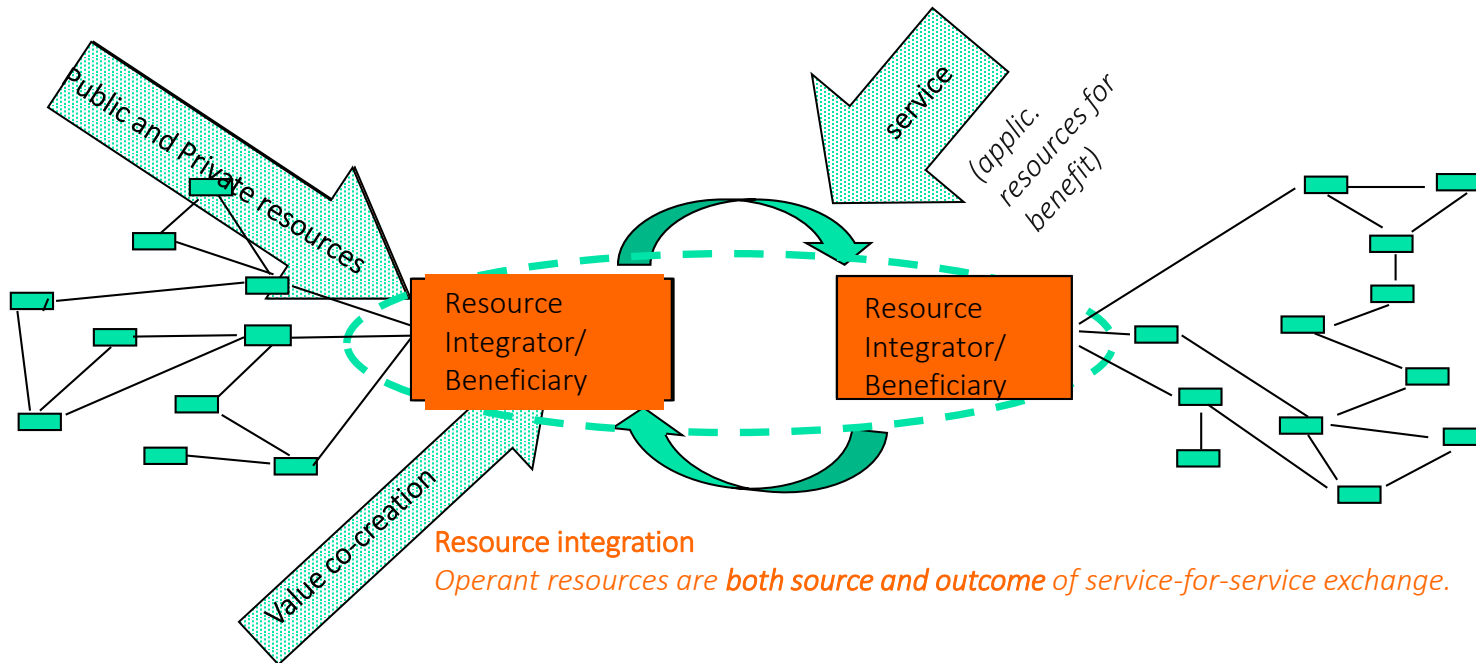 Public and Private resources
service
(applic.
resources for
benefit)
Resource
Integrator/
Beneficiary
Resource
Integrator/
Beneficiary
Value co-creation
Resource integration
Operant resources are both source and outcome of service-for-service exchange.